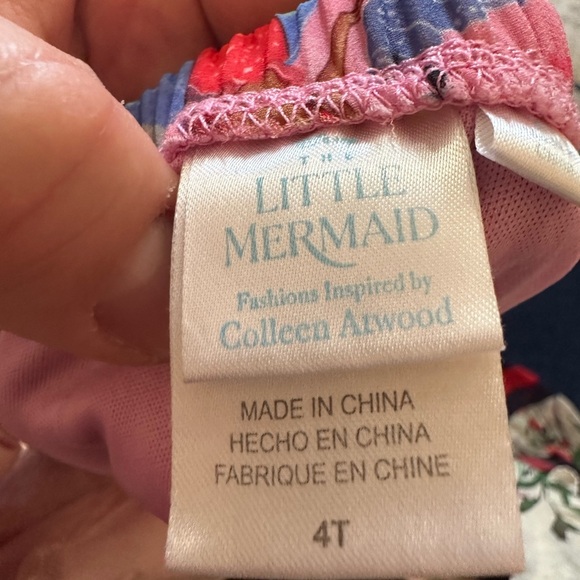 THE
LITTLE
MERMAID
Fashions Inspired by
Colleen Atwood
MADE IN CHINA
HECHO EN CHINA
FABRIQUE EN CHINE
4T